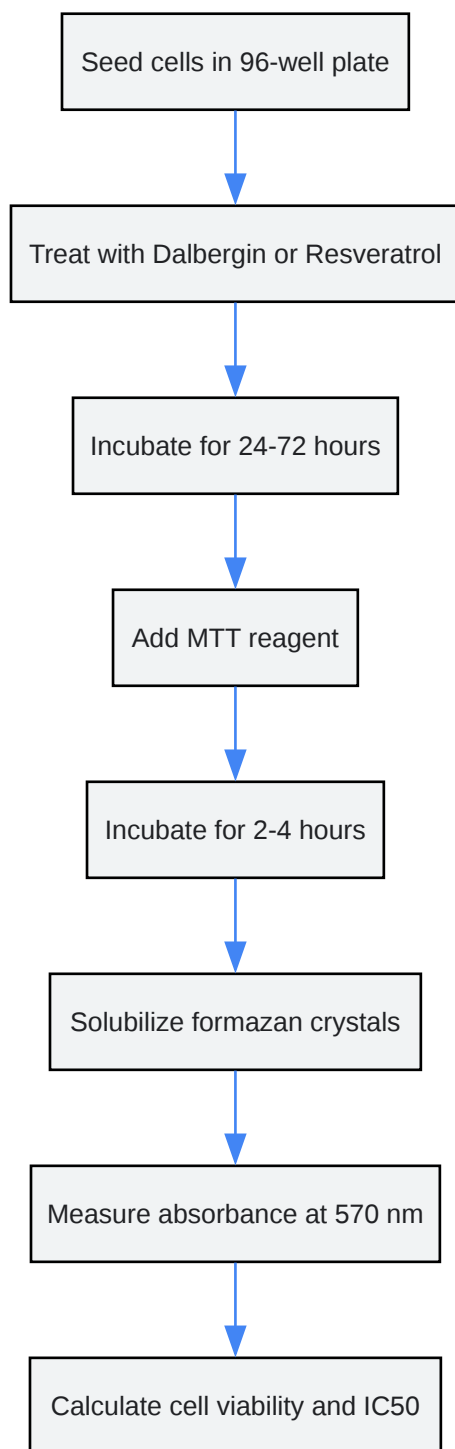 Seed cells in 96-well plate
Treat with Dalbergin or Resveratrol
Incubate for 24-72 hours
Add MTT reagent
Incubate for 2-4 hours
Solubilize formazan crystals
Measure absorbance at 570 nm
Calculate cell viability and IC50